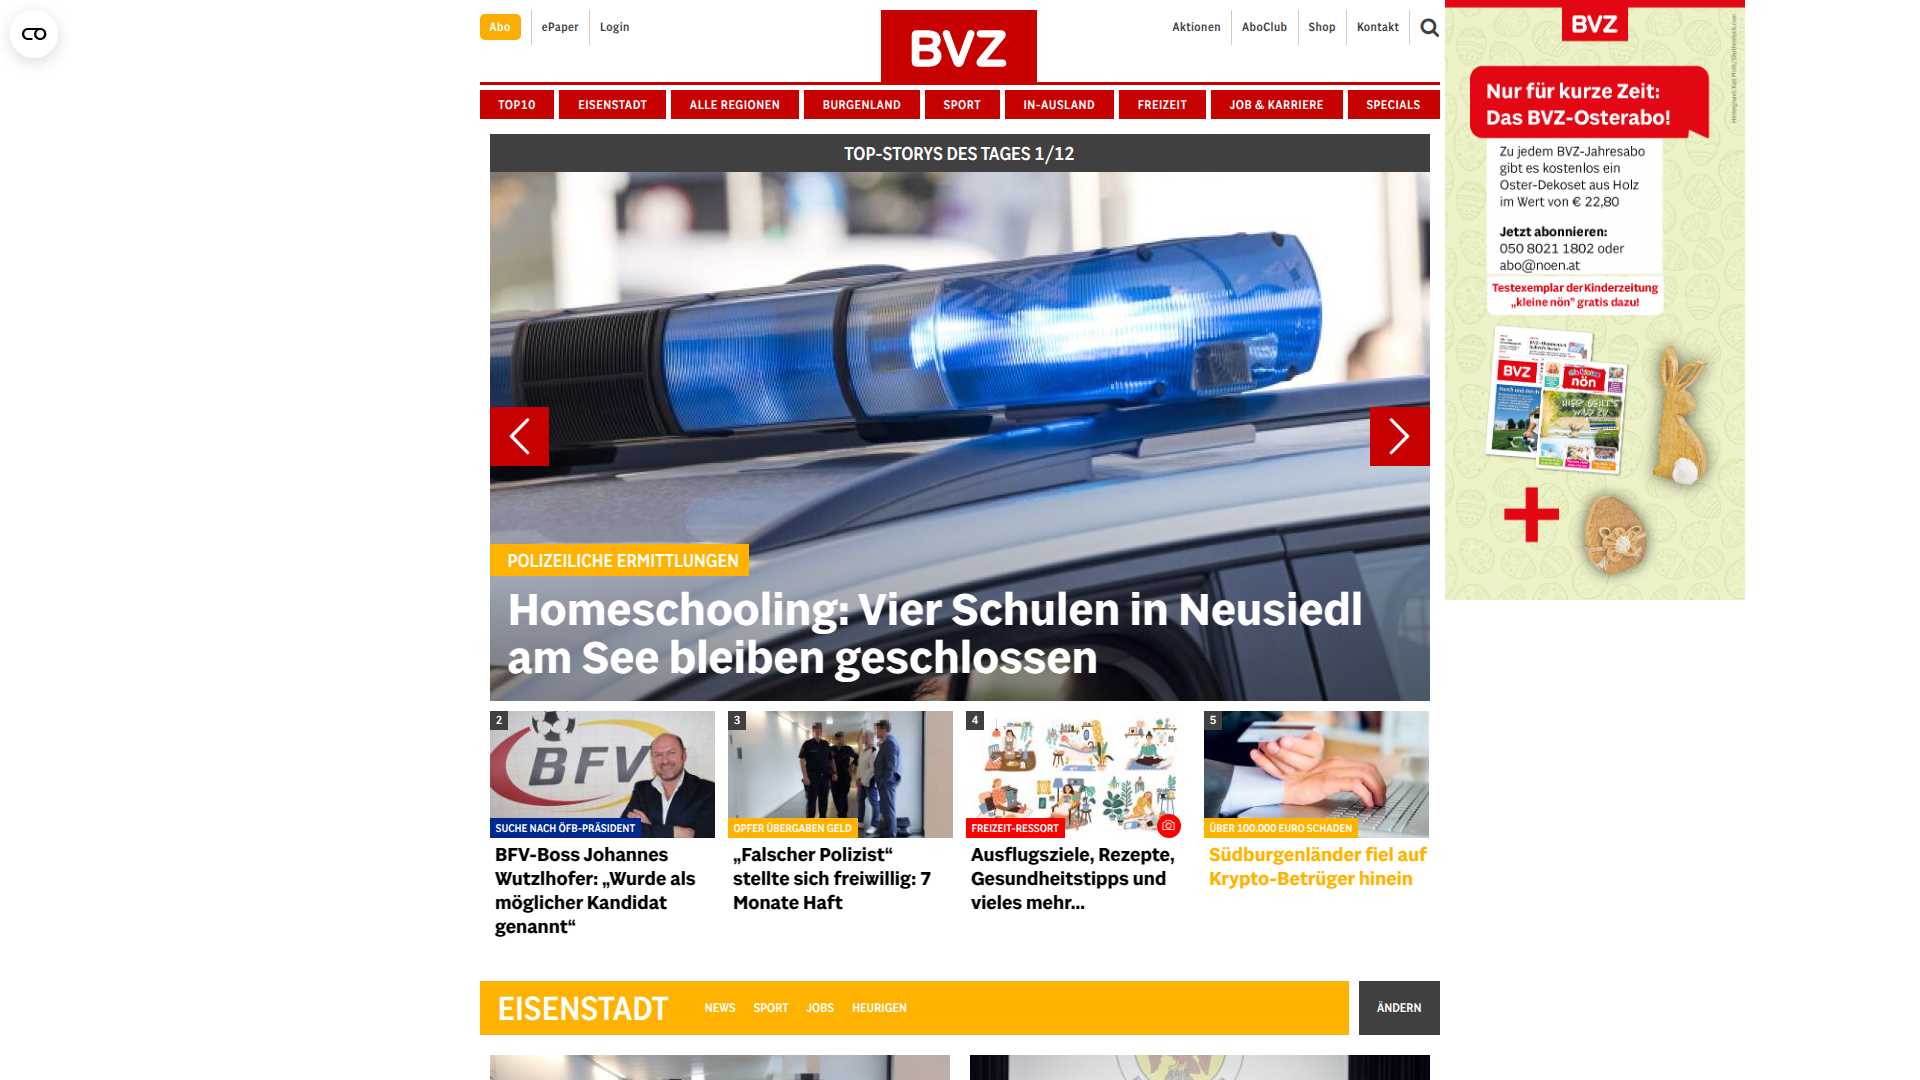 Abo
ePaper
Login
BVZ
Aktionen
AboClub
Shop
Kontakt
TOP10
EISENSTADT
ALLE REGIONEN
BURGENLAND
SPORT
IN-AUSLAND
FREIZEIT
JOB & KARRIERE
SPECIALS
TOP-STORYS DES TAGES 1/12
POLIZEILICHE ERMITTLUNGEN
Homeschooling: Vier Schulen in Neusiedl
am See bleiben geschlossen
2
BFV
SUCHE NACH ÖFB-PRÄSIDENT
BFV-Boss Johannes
Wutzlhofer: „Wurde als
möglicher Kandidat
genannt“
3
OPFER ÜBERGABEN GELD
„Falscher Polizist“
stellte sich freiwillig: 7
Monate Haft
4
FREIZEIT-RESSORT
Ausflugsziele, Rezepte,
Gesundheitstipps und
vieles mehr...
5
ÜBER 100.000 EURO SCHADEN
Südburgenländer fiel auf
Krypto-Betrüger hinein
EISENSTADT
NEWS
SPORT
JOBS
HEURIGEN
ÄNDERN
BVZ
Nur für kurze Zeit:
Das BVZ-Osterabo!
Zu jedem BVZ-Jahresabo
gibt es kostenlos ein
Oster-Dekoset aus Holz
im Wert von € 22,80
Jetzt abonnieren:
050 8021 1802 oder
abo@noen.at
Testexemplar der Kinderzeitung
„kleine nön“ gratis dazu!
BVZ
nön